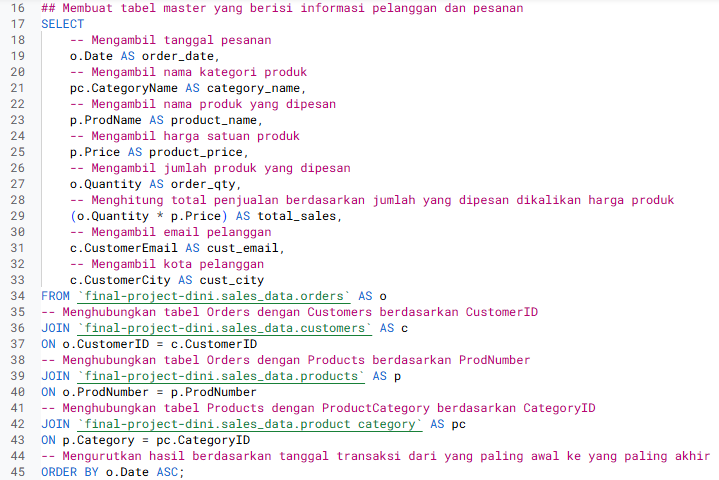 16 ## Membuat tabel master yang berisi informasi pelanggan dan pesanan
17 SELECT
18     -- Mengambil tanggal pesanan
19     o.Date AS order_date,
20     -- Mengambil nama kategori produk
21     pc.CategoryName AS category_name,
22     -- Mengambil nama produk yang dipesan
23     p.ProdName AS product_name,
24     -- Mengambil harga satuan produk
25     p.Price AS product_price,
26     -- Mengambil jumlah produk yang dipesan
27     o.Quantity AS order_qty,
28     -- Menghitung total penjualan berdasarkan jumlah yang dipesan dikalikan harga produk
29     (o.Quantity * p.Price) AS total_sales,
30     -- Mengambil email pelanggan
31     c.CustomerEmail AS cust_email,
32     -- Mengambil kota pelanggan
33     c.CustomerCity AS cust_city
34 FROM `final-project-dini.sales_data.orders` AS o
35 -- Menghubungkan tabel Orders dengan Customers berdasarkan CustomerID
36 JOIN `final-project-dini.sales_data.customers` AS c
37 ON o.CustomerID = c.CustomerID
38 -- Menghubungkan tabel Orders dengan Products berdasarkan ProdNumber
39 JOIN `final-project-dini.sales_data.products` AS p
40 ON o.ProdNumber = p.ProdNumber
41 -- Menghubungkan tabel Products dengan ProductCategory berdasarkan CategoryID
42 JOIN `final-project-dini.sales_data.product category` AS pc
43 ON p.Category = pc.CategoryID
44 -- Mengurutkan hasil berdasarkan tanggal transaksi dari yang paling awal ke yang paling akhir
45 ORDER BY o.Date ASC;